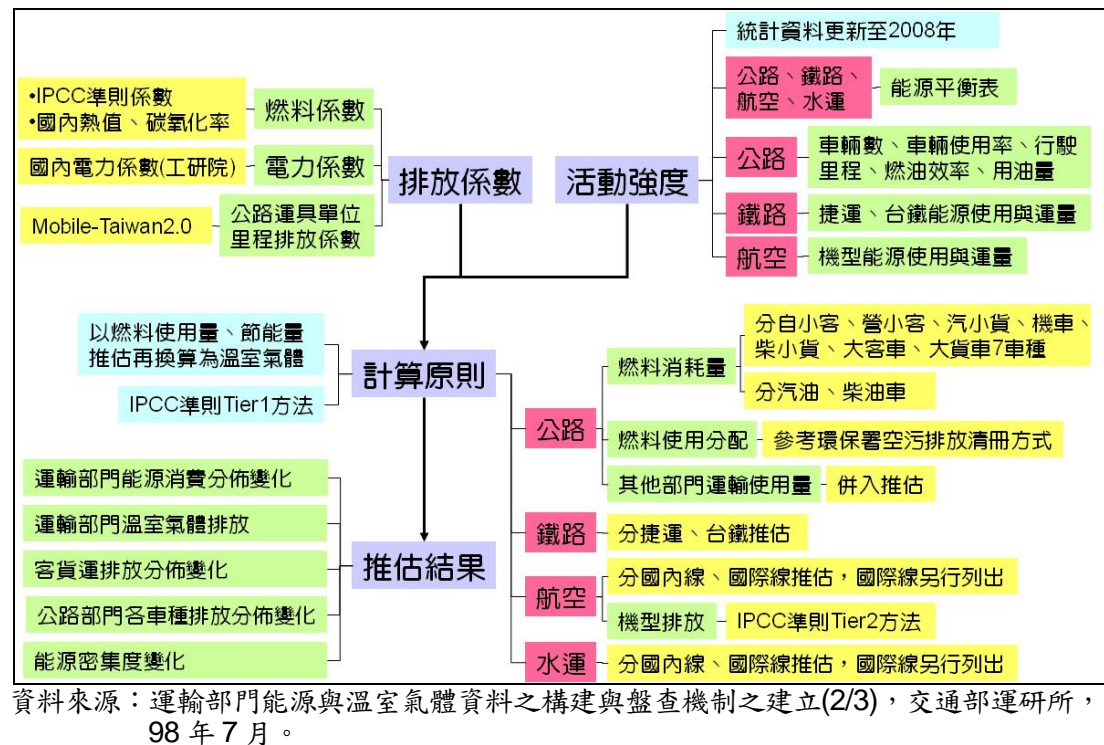 統計資料更新至2008年
•IPCC準則係數
•國內熱值、碳氧化率
燃料係數
國內電力係數(工研院)
電力係數
Mobile-Taiwan2.0
公路運具單位
里程排放係數
排放係數
活動強度
公路、鐵路、
航空、水運
能源平衡表
公路
車輛數、車輛使用率、行駛
里程、燃油效率、用油量
鐵路
捷運、台鐵能源使用與運量
航空
機型能源使用與運量
以燃料使用量、節能量
推估再換算為溫室氣體
IPCC準則Tier1方法
計算原則
公路
燃料消耗量
分自小客、營小客、汽小貨、機車、
柴小貨、大客車、大貨車7車種
分汽油、柴油車
燃料使用分配
參考環保署空污排放清冊方式
其他部門運輸使用量
併入推估
鐵路
分捷運、台鐵推估
航空
分國內線、國際線推估，國際線另行列出
機型排放
IPCC準則Tier2方法
水運
分國內線、國際線推估，國際線另行列出
運輸部門能源消費分佈變化
運輸部門溫室氣體排放
客貨運排放分佈變化
公路部門各車種排放分佈變化
能源密集度變化
推估結果
資料來源：運輸部門能源與溫室氣體資料之構建與盤查機制之建立(2/3)，交通部運研所，
98年7月。